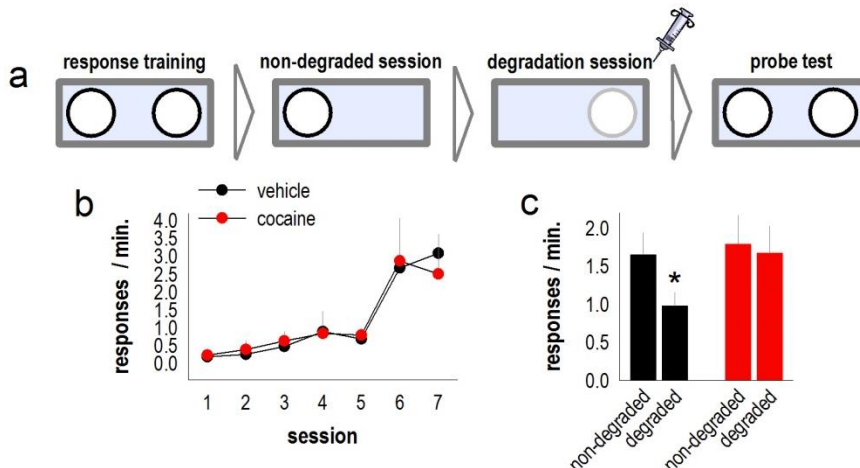 a
response training
non-degraded session
degradation session
probe test
b
vehicle
cocaine
responses / min.
4.0
3.5
3.0
2.5
2.0
1.5
1.0
0.5
0.0
1 2 3 4 5 6 7
session
c
responses / min.
2.0
1.5
1.0
0.5
0.0
*
non-degraded
degraded
non-degraded
degraded